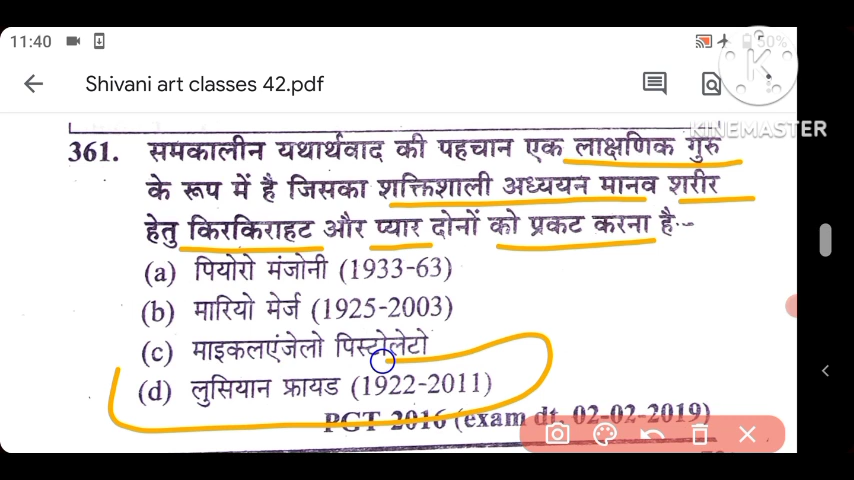 11:40
50%
Shivani art classes 42.pdf
KINEMASTER
361. समकालीन यथार्थवाद की पहचान एक लाक्षणिक गुरु
के रूप में है जिसका शक्तिशाली अध्ययन मानव शरीर
हेतु किरकिराहट और प्यार दोनों को प्रकट करना है--
(a) पियोरो मंजोनी (1933-63)
(b) मारियो मेर्ज (1925-2003)
(c) माइकलएंजेलो पिस्टोलेटो
(d) लुसियान फ्रायड (1922-2011)
PGT 2016 (exam dt. 02-02-2019)